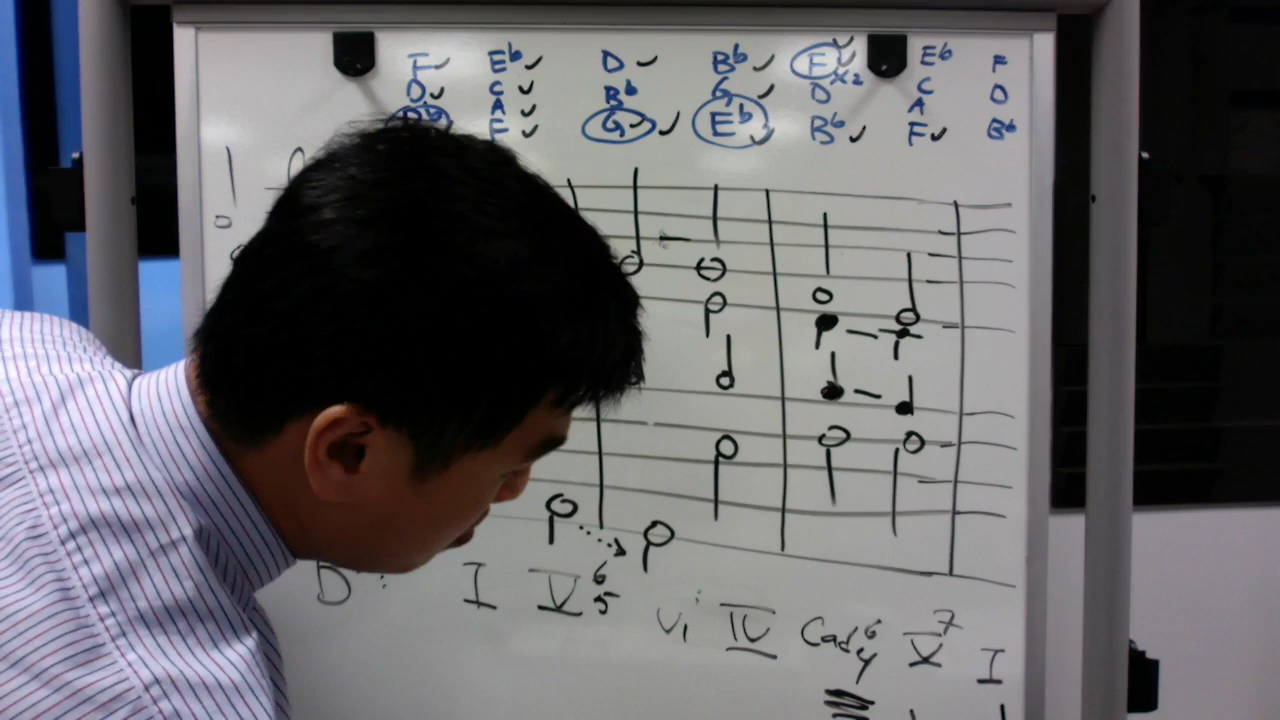 F E♭ D B♭ F E♭ F
D C B♭ G D x2 C D
B♭ A G E♭ B♭ A B♭
F F
D : I V 6 5 vi IV Cad 6 4 V 7 I